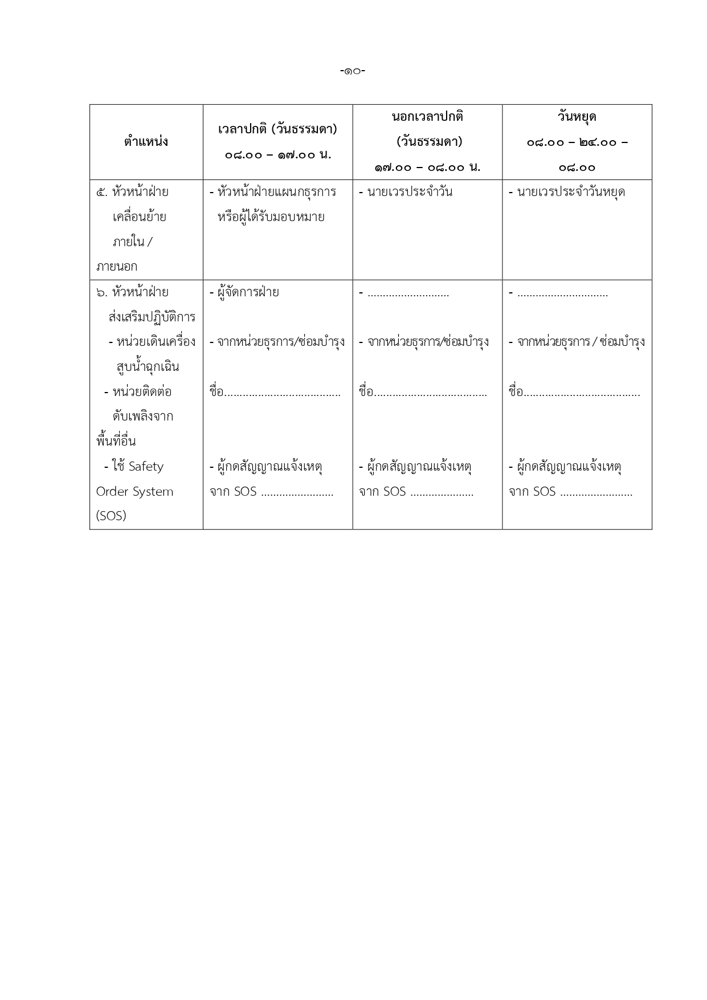 -๑๐-
ตำแหน่ง
เวลาปกติ (วันธรรมดา)
๐๘.๐๐ – ๑๗.๐๐ น.
นอกเวลาปกติ
(วันธรรมดา)
๑๗.๐๐ – ๐๘.๐๐ น.
วันหยุด
๐๘.๐๐ – ๒๔.๐๐ –
๐๘.๐๐
๕. หัวหน้าฝ่าย
เคลื่อนย้าย
ภายใน /
ภายนอก
- หัวหน้าฝ่ายแผนกธุรการ
หรือผู้ได้รับมอบหมาย
- นายเวรประจำวัน
- นายเวรประจำวันหยุด
๖. หัวหน้าฝ่าย
ส่งเสริมปฏิบัติการ
- หน่วยเดินเครื่อง
สูบน้ำฉุกเฉิน
- หน่วยติดต่อ
ดับเพลิงจาก
พื้นที่อื่น
- ใช้ Safety
Order System
(SOS)
- ผู้จัดการฝ่าย
- จากหน่วยธุรการ/ซ่อมบำรุง
ชื่อ......................................
- ผู้กดสัญญาณแจ้งเหตุ
จาก SOS ........................
- ...........................
- จากหน่วยธุรการ/ซ่อมบำรุง
ชื่อ.....................................
- ผู้กดสัญญาณแจ้งเหตุ
จาก SOS .....................
- ..............................
- จากหน่วยธุรการ / ซ่อมบำรุง
ชื่อ......................................
- ผู้กดสัญญาณแจ้งเหตุ
จาก SOS ........................